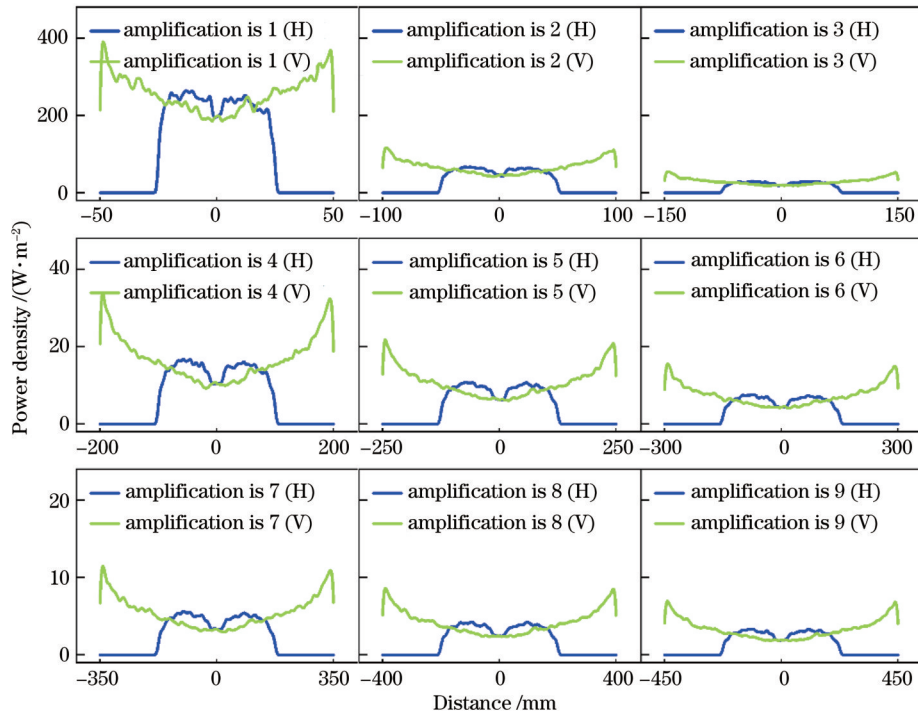 400
200
0
amplification is 1 (H)
amplification is 1 (V)
−50 0 50
amplification is 2 (H)
amplification is 2 (V)
−100 0 100
amplification is 3 (H)
amplification is 3 (V)
−150 0 150
Power density /(W·m⁻²)
40
20
0
amplification is 4 (H)
amplification is 4 (V)
−200 0 200
amplification is 5 (H)
amplification is 5 (V)
−250 0 250
amplification is 6 (H)
amplification is 6 (V)
−300 0 300
20
10
0
amplification is 7 (H)
amplification is 7 (V)
−350 0 350
amplification is 8 (H)
amplification is 8 (V)
−400 0 400
amplification is 9 (H)
amplification is 9 (V)
−450 0 450
Distance /mm